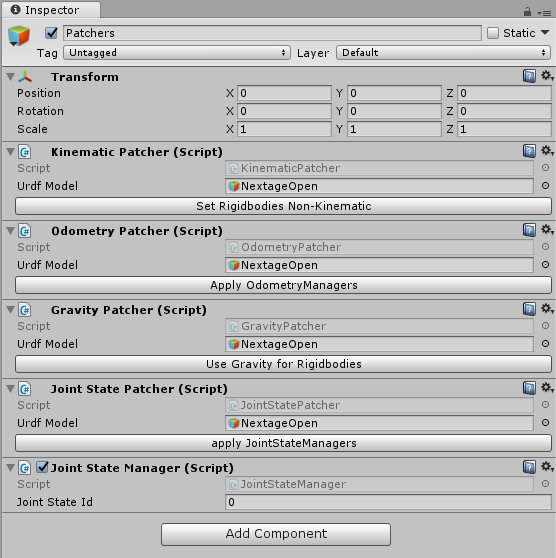 Inspector
Patchers Static
Tag Untagged Layer Default
Transform
Position X 0 Y 0 Z 0
Rotation X 0 Y 0 Z 0
Scale X 1 Y 1 Z 1
Kinematic Patcher (Script)
Script KinematicPatcher
Urdf Model NextageOpen
Set Rigidbodies Non-Kinematic
Odometry Patcher (Script)
Script OdometryPatcher
Urdf Model NextageOpen
Apply OdometryManagers
Gravity Patcher (Script)
Script GravityPatcher
Urdf Model NextageOpen
Use Gravity for Rigidbodies
Joint State Patcher (Script)
Script JointStatePatcher
Urdf Model NextageOpen
apply JointStateManagers
Joint State Manager (Script)
Script JointStateManager
Joint State Id 0
Add Component